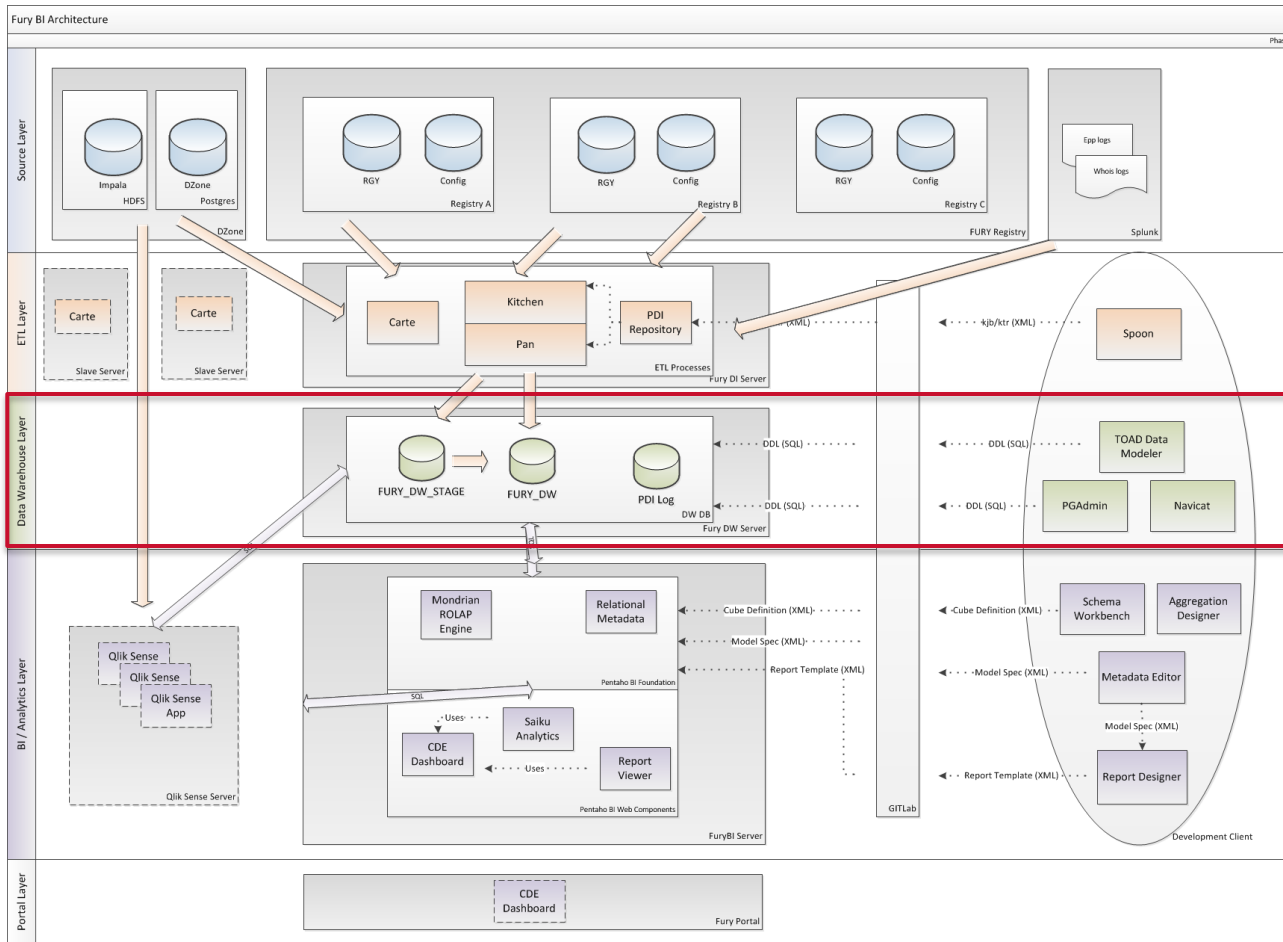 Fury BI Architecture
Phas
Source Layer
Impala
HDFS
DZone
Postgres
DZone
RGY
Config
Registry A
RGY
Config
Registry B
RGY
Config
Registry C
FURY Registry
Epp logs
Whois logs
Splunk
ETL Layer
Carte
Slave Server
Carte
Slave Server
Carte
Kitchen
Pan
PDI
Repository
ETL Processes
Fury DI Server
(XML)
kjb/ktr (XML)
Spoon
Data Warehouse Layer
FURY_DW_STAGE
FURY_DW
PDI Log
DW DB
Fury DW Server
DDL (SQL)
DDL (SQL)
DDL (SQL)
DDL (SQL)
TOAD Data
Modeler
PGAdmin
Navicat
SQL
SQL
BI / Analytics Layer
Qlik Sense
Qlik Sense
Qlik Sense
App
Qlik Sense Server
Mondrian
ROLAP
Engine
Relational
Metadata
Pentaho BI Foundation
SQL
Uses
Saiku
Analytics
CDE
Dashboard
Uses
Report
Viewer
Pentaho BI Web Components
FuryBI Server
Cube Definition (XML)
Model Spec (XML)
Report Template (XML)
GITLab
Cube Definition (XML)
Schema
Workbench
Aggregation
Designer
Model Spec (XML)
Metadata Editor
Model Spec (XML)
Report Template (XML)
Report Designer
Development Client
Portal Layer
CDE
Dashboard
Fury Portal